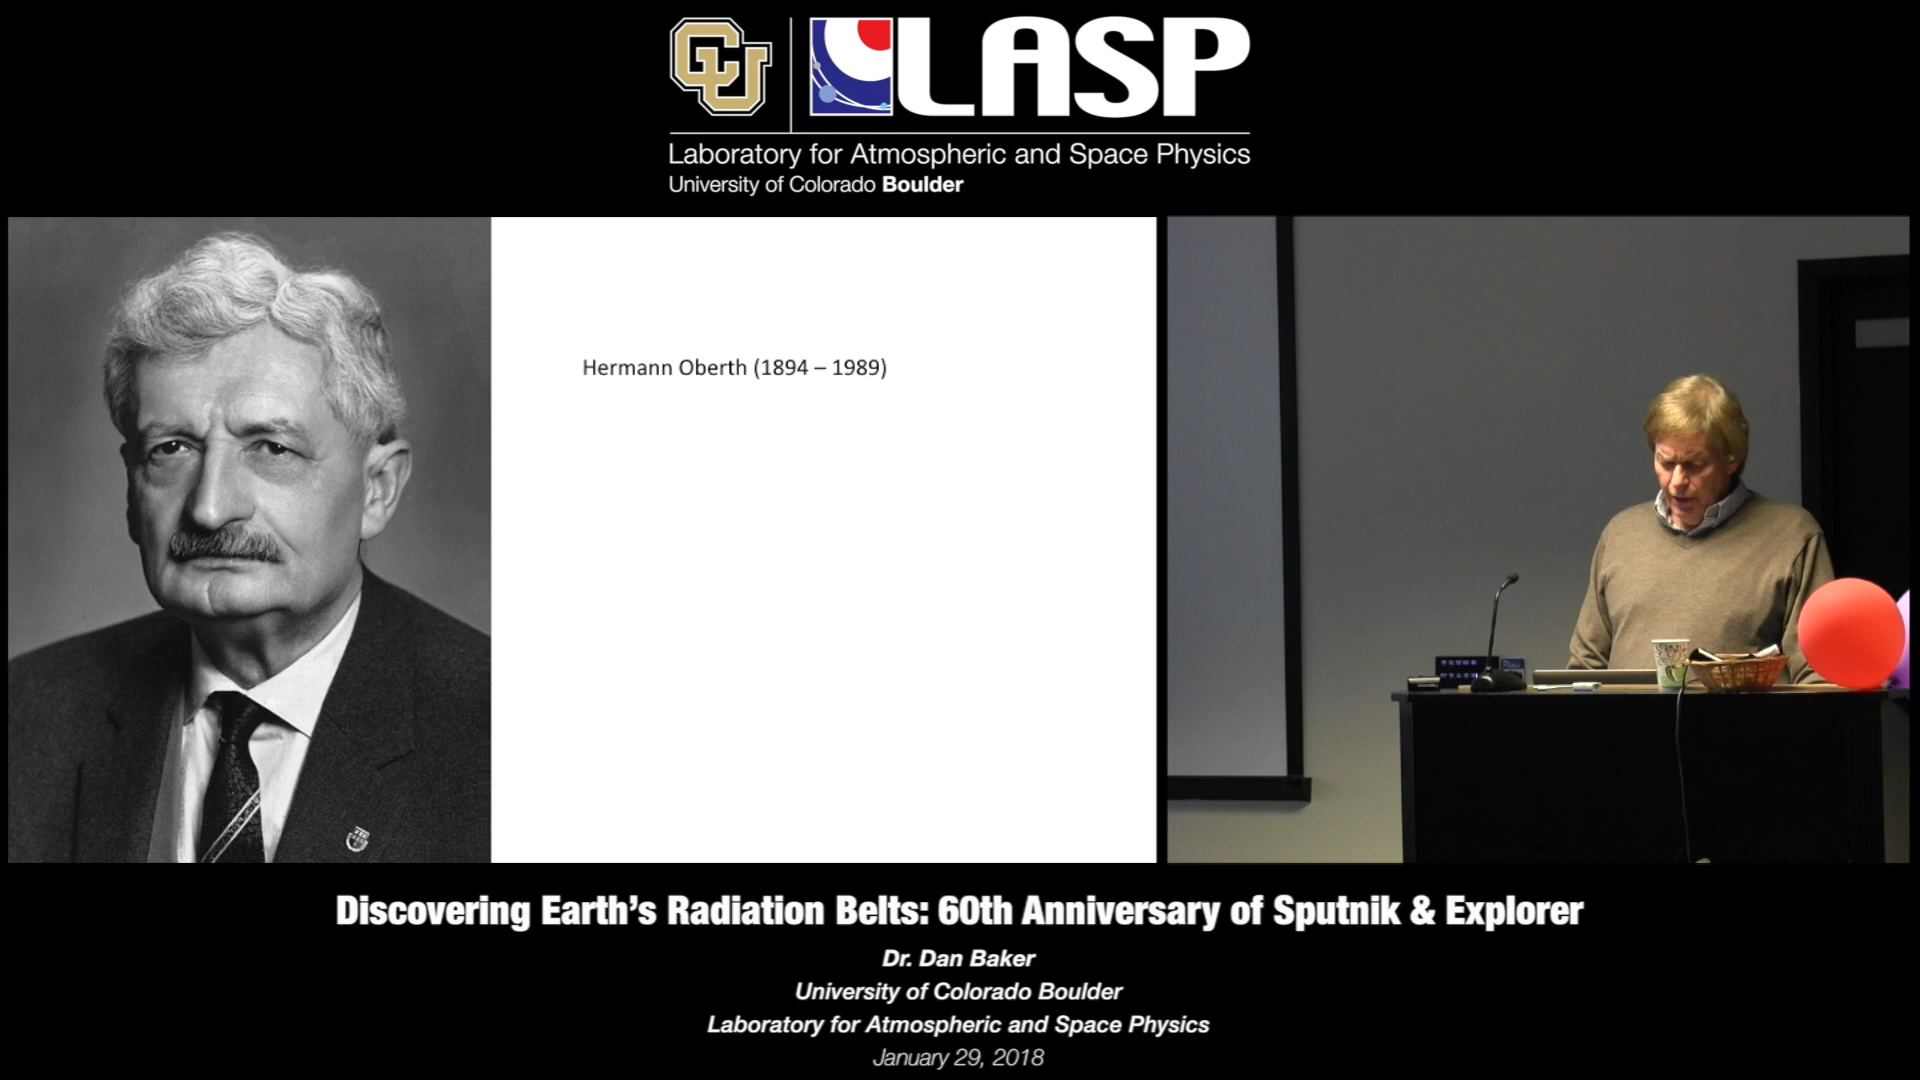 CU
LASP
Laboratory for Atmospheric and Space Physics
University of Colorado Boulder
Hermann Oberth (1894 – 1989)
Discovering Earth's Radiation Belts: 60th Anniversary of Sputnik & Explorer
Dr. Dan Baker
University of Colorado Boulder
Laboratory for Atmospheric and Space Physics
January 29, 2018